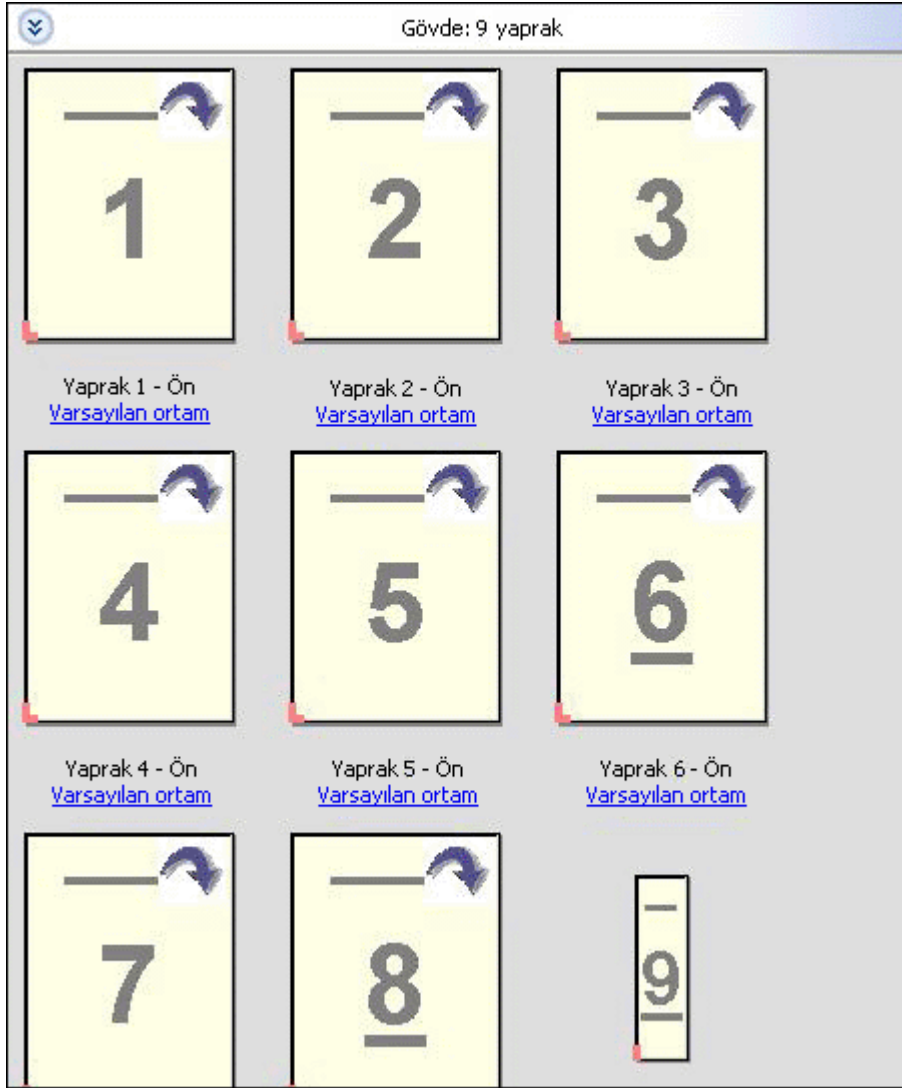 Gövde: 9 yaprak
1
2
3
Yaprak 1 - Ön
Yaprak 2 - Ön
Yaprak 3 - Ön
Varsayılan ortam
Varsayılan ortam
Varsayılan ortam
4
5
6
Yaprak 4 - Ön
Yaprak 5 - Ön
Yaprak 6 - Ön
Varsayılan ortam
Varsayılan ortam
Varsayılan ortam
7
8
9